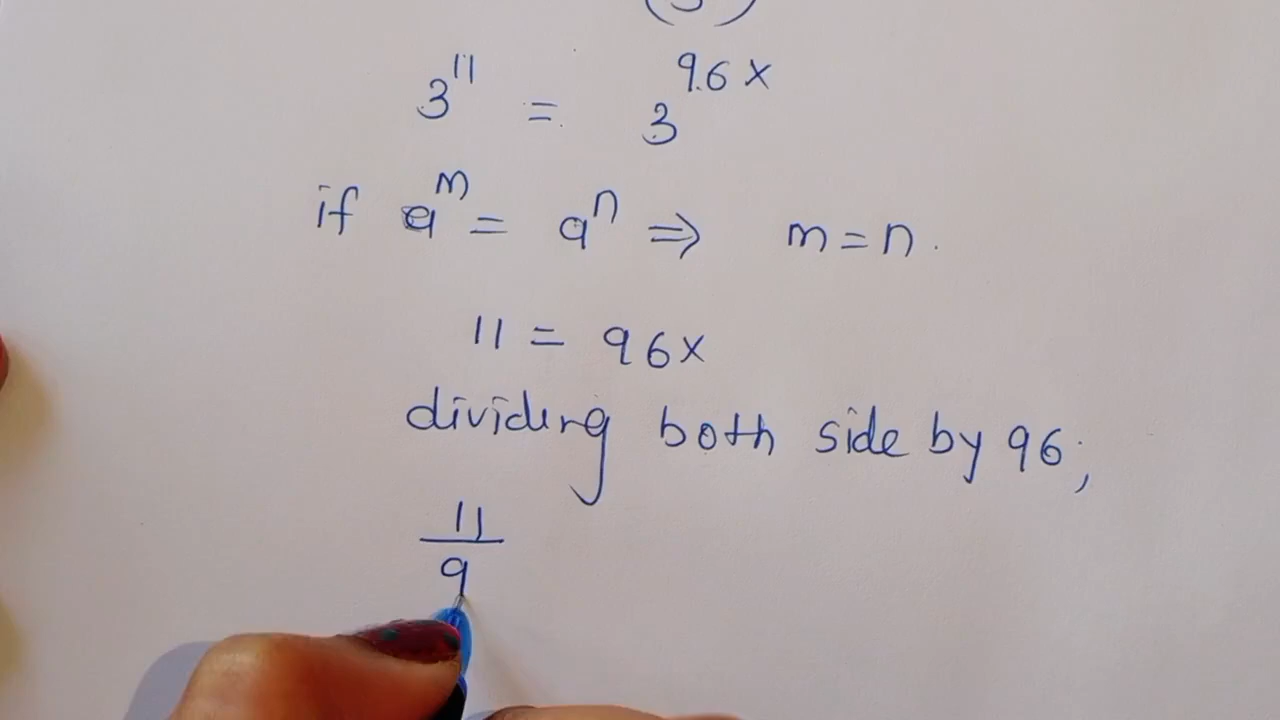 3^11 = 3^96x
if a^m = a^n ⇒ m=n.
11 = 96x
dividing both side by 96;
11
9